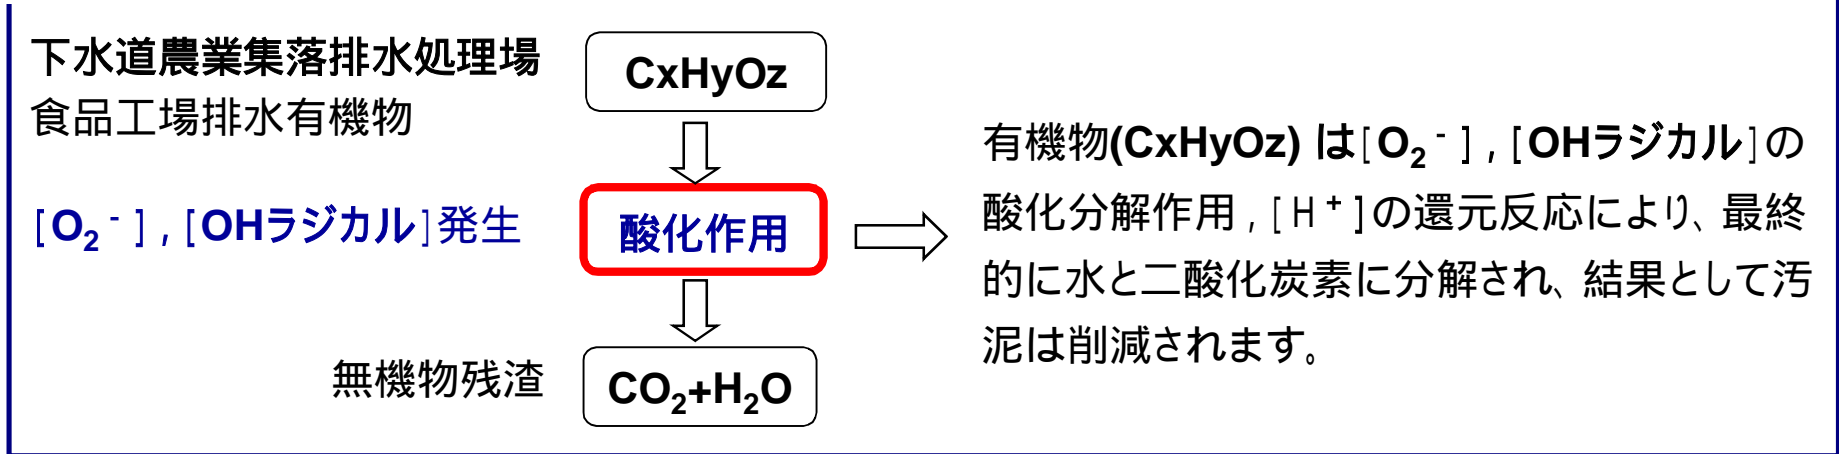 下水道農業集落排水処理場
食品工場排水有機物
CxHyOz
[O₂⁻],[OHラジカル]発生
酸化作用
無機物残渣
CO₂+H₂O
有機物(CxHyOz) は[O₂⁻],[OHラジカル]の
酸化分解作用,[H⁺]の還元反応により、最終
的に水と二酸化炭素に分解され、結果として汚
泥は削減されます。